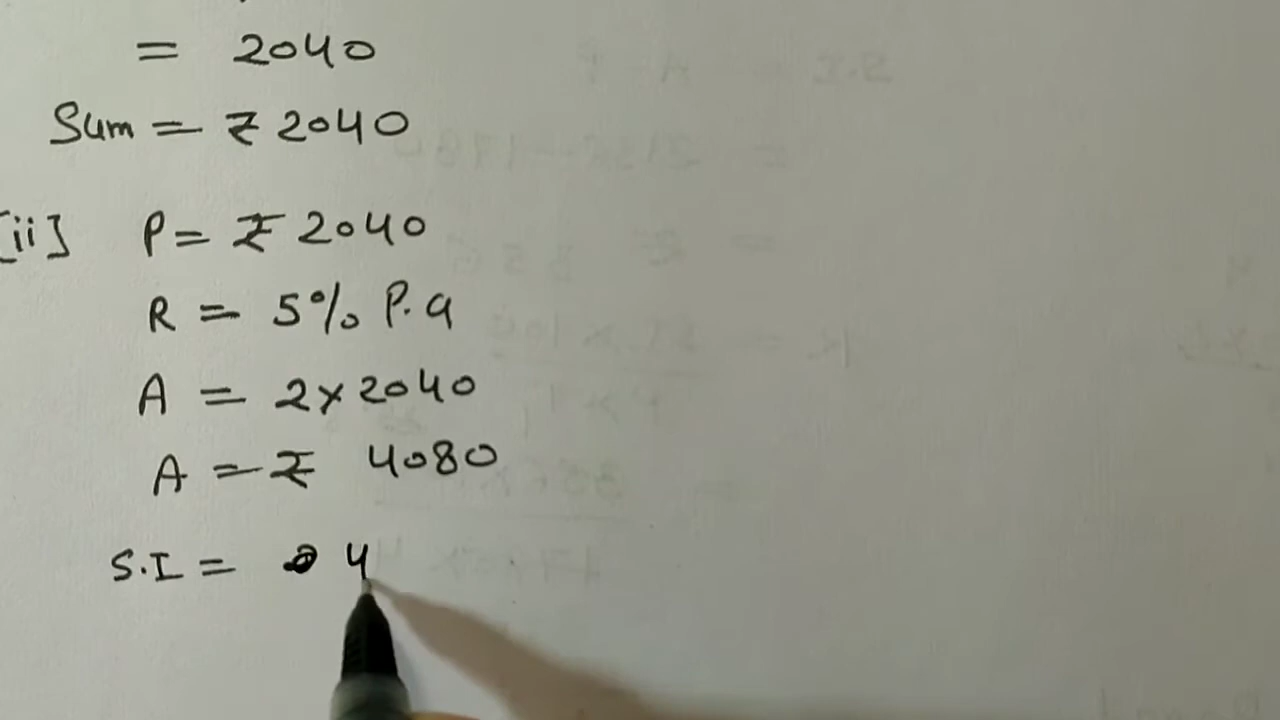 = 2040
Sum = ₹ 2040
[ii] P = ₹ 2040
R = 5% P.a
A = 2 x 2040
A = ₹ 4080
S.I = 4